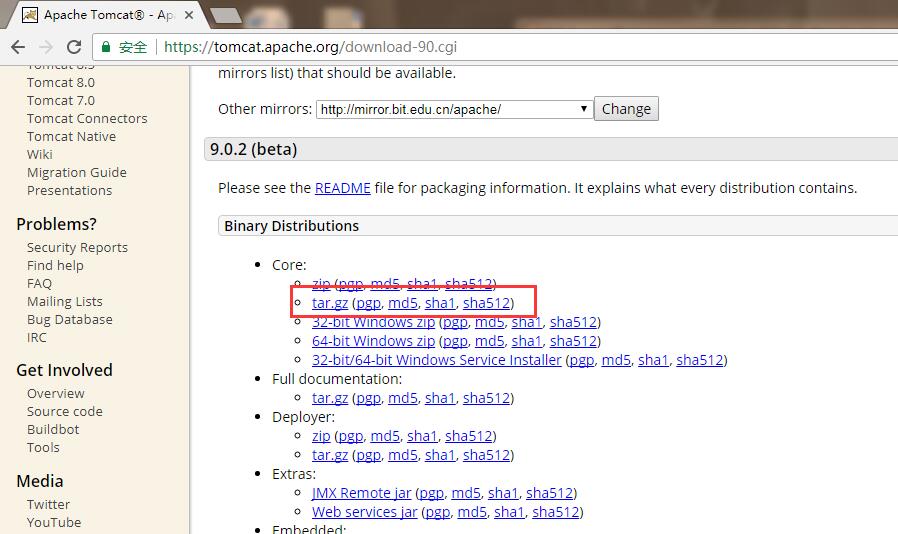 Apache Tomcat® - Ap
安全 https://tomcat.apache.org/download-90.cgi
Tomcat 8.5
Tomcat 8.0
Tomcat 7.0
Tomcat Connectors
Tomcat Native
Wiki
Migration Guide
Presentations
Problems?
Security Reports
Find help
FAQ
Mailing Lists
Bug Database
IRC
Get Involved
Overview
Source code
Buildbot
Tools
Media
Twitter
YouTube
mirrors list) that should be available.
Other mirrors: http://mirror.bit.edu.cn/apache/ Change
9.0.2 (beta)
Please see the README file for packaging information. It explains what every distribution contains.
Binary Distributions
Core:
zip (pgp, md5, sha1, sha512)
tar.gz (pgp, md5, sha1, sha512)
32-bit Windows zip (pgp, md5, sha1, sha512)
64-bit Windows zip (pgp, md5, sha1, sha512)
32-bit/64-bit Windows Service Installer (pgp, md5, sha1, sha512)
Full documentation:
tar.gz (pgp, md5, sha1, sha512)
Deployer:
zip (pgp, md5, sha1, sha512)
tar.gz (pgp, md5, sha1, sha512)
Extras:
JMX Remote jar (pgp, md5, sha1, sha512)
Web services jar (pgp, md5, sha1, sha512)
Embedded: